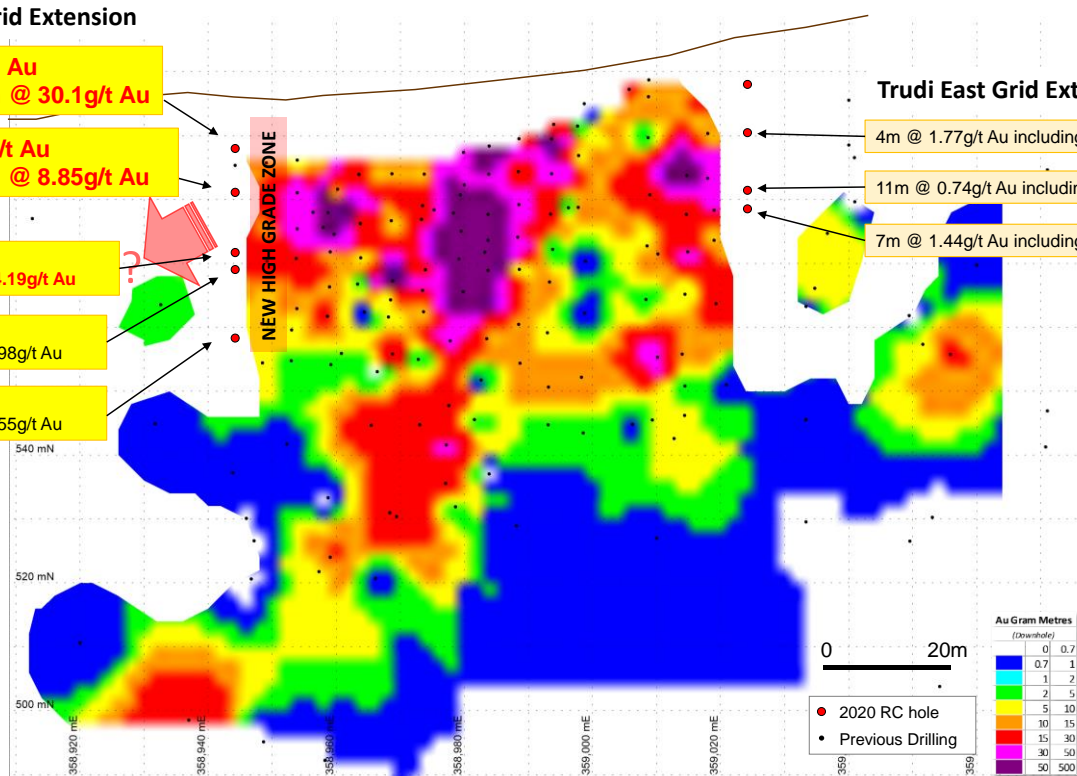 rid Extension
Au
@ 30.1g/t Au
/t Au
@ 8.85g/t Au
?
.19g/t Au
98g/t Au
55g/t Au
NEW HIGH GRADE ZONE
Trudi East Grid Ext
4m @ 1.77g/t Au including
11m @ 0.74g/t Au including
7m @ 1.44g/t Au including
540 mN
520 mN
500 mN
358,920 mE
358,940 mE
358,960 mE
358,980 mE
359,000 mE
359,020 mE
359,
359,
0 20m
2020 RC hole
Previous Drilling
Au Gram Metres
(Downhole)
0 0.7
0.7 1
1 2
2 5
5 10
10 15
15 30
30 50
50 500